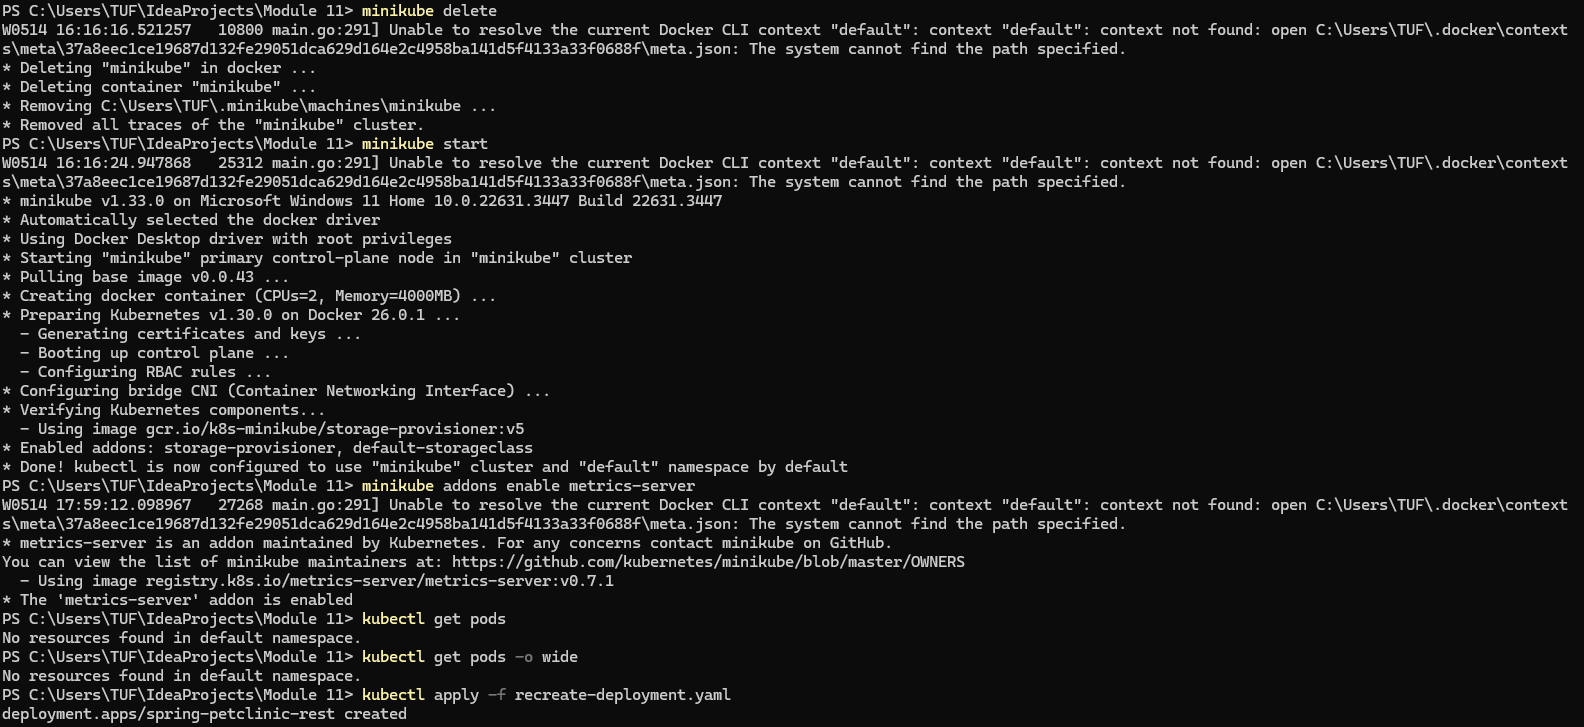 PS C:\Users\TUF\IdeaProjects\Module 11> minikube delete
W0514 16:16:16.521257   10800 main.go:291] Unable to resolve the current Docker CLI context "default": context "default": context not found: open C:\Users\TUF\.docker\context
s\meta\37a8eec1ce19687d132fe29051dca629d164e2c4958ba141d5f4133a33f0688f\meta.json: The system cannot find the path specified.
* Deleting "minikube" in docker ...
* Deleting container "minikube" ...
* Removing C:\Users\TUF\.minikube\machines\minikube ...
* Removed all traces of the "minikube" cluster.
PS C:\Users\TUF\IdeaProjects\Module 11> minikube start
W0514 16:16:24.947868   25312 main.go:291] Unable to resolve the current Docker CLI context "default": context "default": context not found: open C:\Users\TUF\.docker\context
s\meta\37a8eec1ce19687d132fe29051dca629d164e2c4958ba141d5f4133a33f0688f\meta.json: The system cannot find the path specified.
* minikube v1.33.0 on Microsoft Windows 11 Home 10.0.22631.3447 Build 22631.3447
* Automatically selected the docker driver
* Using Docker Desktop driver with root privileges
* Starting "minikube" primary control-plane node in "minikube" cluster
* Pulling base image v0.0.43 ...
* Creating docker container (CPUs=2, Memory=4000MB) ...
* Preparing Kubernetes v1.30.0 on Docker 26.0.1 ...
  - Generating certificates and keys ...
  - Booting up control plane ...
  - Configuring RBAC rules ...
* Configuring bridge CNI (Container Networking Interface) ...
* Verifying Kubernetes components...
  - Using image gcr.io/k8s-minikube/storage-provisioner:v5
* Enabled addons: storage-provisioner, default-storageclass
* Done! kubectl is now configured to use "minikube" cluster and "default" namespace by default
PS C:\Users\TUF\IdeaProjects\Module 11> minikube addons enable metrics-server
W0514 17:59:12.098967   27268 main.go:291] Unable to resolve the current Docker CLI context "default": context "default": context not found: open C:\Users\TUF\.docker\context
s\meta\37a8eec1ce19687d132fe29051dca629d164e2c4958ba141d5f4133a33f0688f\meta.json: The system cannot find the path specified.
* metrics-server is an addon maintained by Kubernetes. For any concerns contact minikube on GitHub.
You can view the list of minikube maintainers at: https://github.com/kubernetes/minikube/blob/master/OWNERS
  - Using image registry.k8s.io/metrics-server/metrics-server:v0.7.1
* The 'metrics-server' addon is enabled
PS C:\Users\TUF\IdeaProjects\Module 11> kubectl get pods
No resources found in default namespace.
PS C:\Users\TUF\IdeaProjects\Module 11> kubectl get pods -o wide
No resources found in default namespace.
PS C:\Users\TUF\IdeaProjects\Module 11> kubectl apply -f recreate-deployment.yaml
deployment.apps/spring-petclinic-rest created